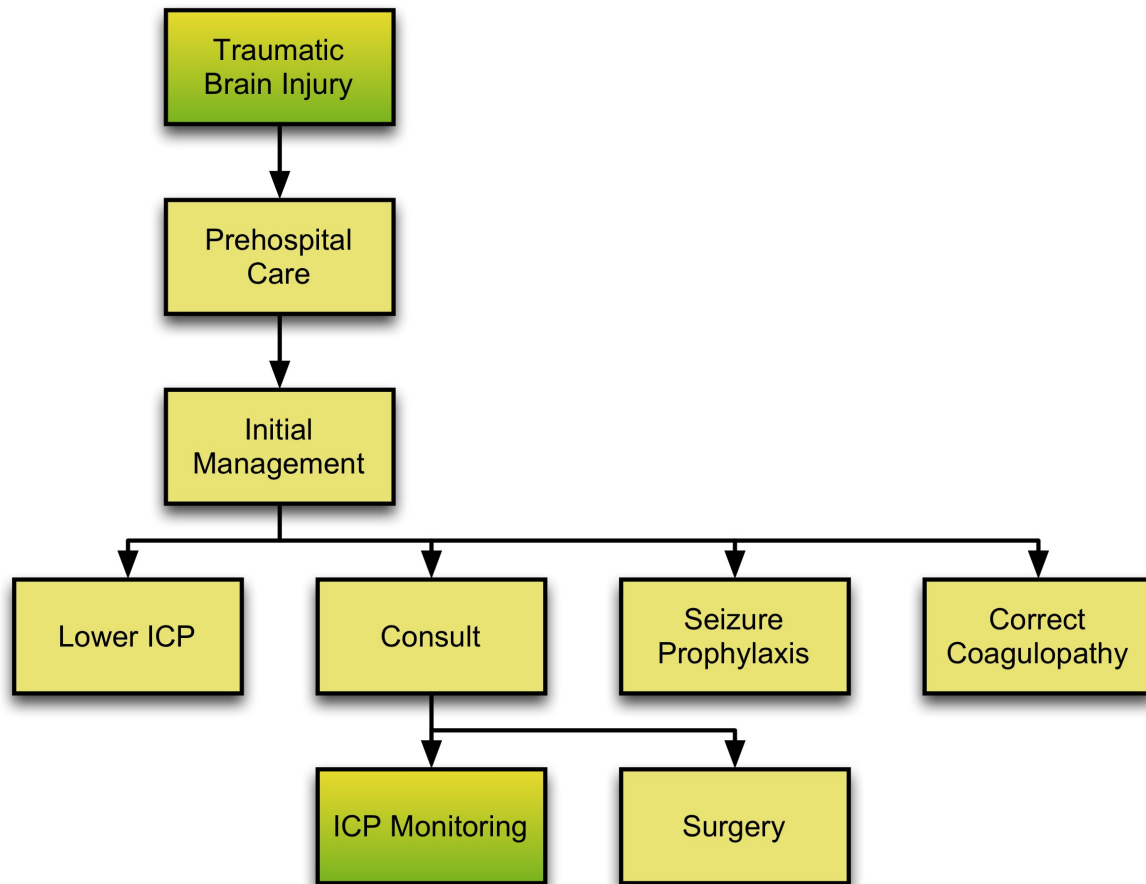 Traumatic
Brain Injury
Prehospital
Care
Initial
Management
Lower ICP
Consult
Seizure
Prophylaxis
Correct
Coagulopathy
ICP Monitoring
Surgery